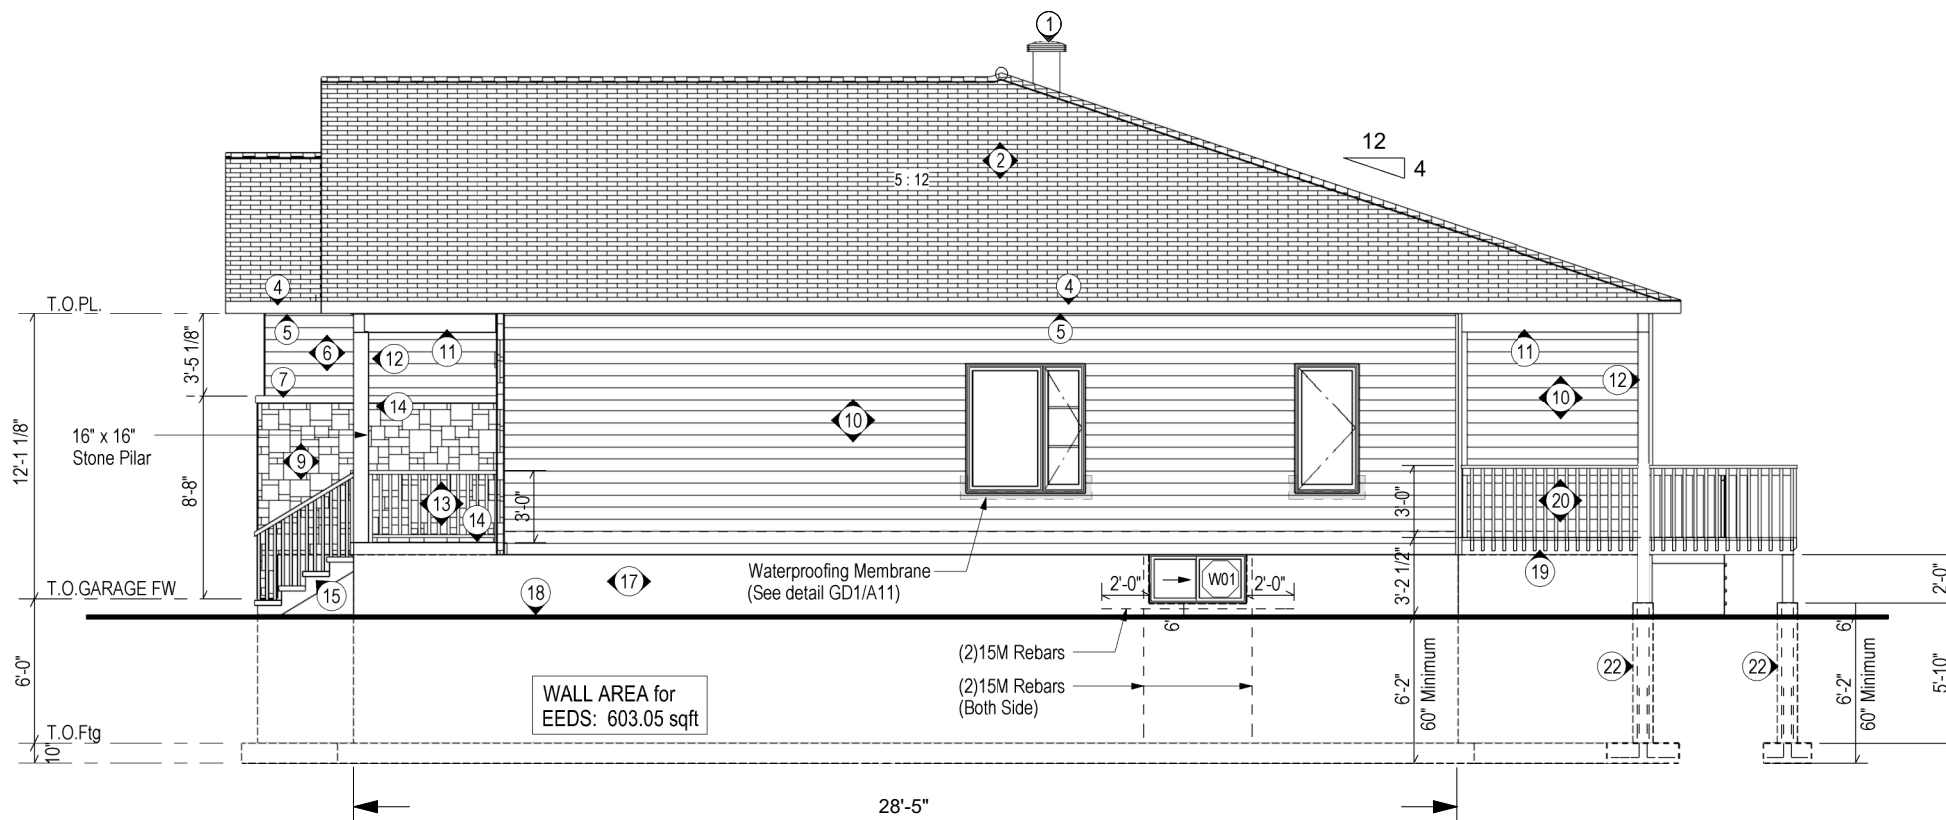 1
2
5 : 12
12
4
4
4
T.O.PL.
5
5
6
11
12
7
14
3'-5 1/8"
12'-1 1/8"
8'-8"
16" x 16"
Stone Pilar
9
13
14
3'-0"
10
11
12
10
20
3'-0"
19
3'-2 1/2"
2'-0"
T.O.GARAGE FW
15
18
17
Waterproofing Membrane
(See detail GD1/A11)
2'-0"
W01
2'-0"
6'
6'
(2)15M Rebars
(2)15M Rebars
(Both Side)
6'-0"
WALL AREA for
EEDS: 603.05 sqft
6'-2"
60" Minimum
22
22
6'-2"
60" Minimum
5'-10"
T.O.Ftg
10"
28'-5"